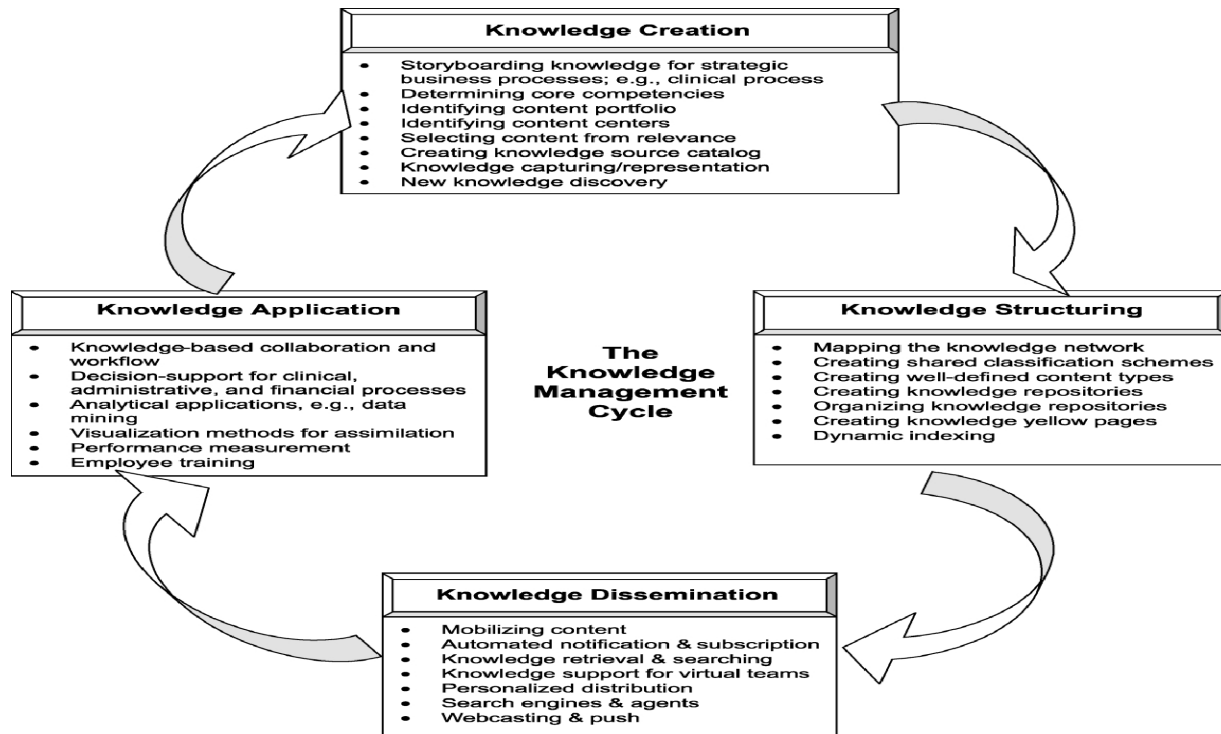 Knowledge Creation
• Storyboarding knowledge for strategic
business processes; e.g., clinical process
• Determining core competencies
• Identifying content portfolio
• Identifying content centers
• Selecting content from relevance
• Creating knowledge source catalog
• Knowledge capturing/representation
• New knowledge discovery
Knowledge Application
• Knowledge-based collaboration and
workflow
• Decision-support for clinical,
administrative, and financial processes
• Analytical applications, e.g., data
mining
• Visualization methods for assimilation
• Performance measurement
• Employee training
The
Knowledge
Management
Cycle
Knowledge Structuring
• Mapping the knowledge network
• Creating shared classification schemes
• Creating well-defined content types
• Creating knowledge repositories
• Organizing knowledge repositories
• Creating knowledge yellow pages
• Dynamic indexing
Knowledge Dissemination
• Mobilizing content
• Automated notification & subscription
• Knowledge retrieval & searching
• Knowledge support for virtual teams
• Personalized distribution
• Search engines & agents
• Webcasting & push